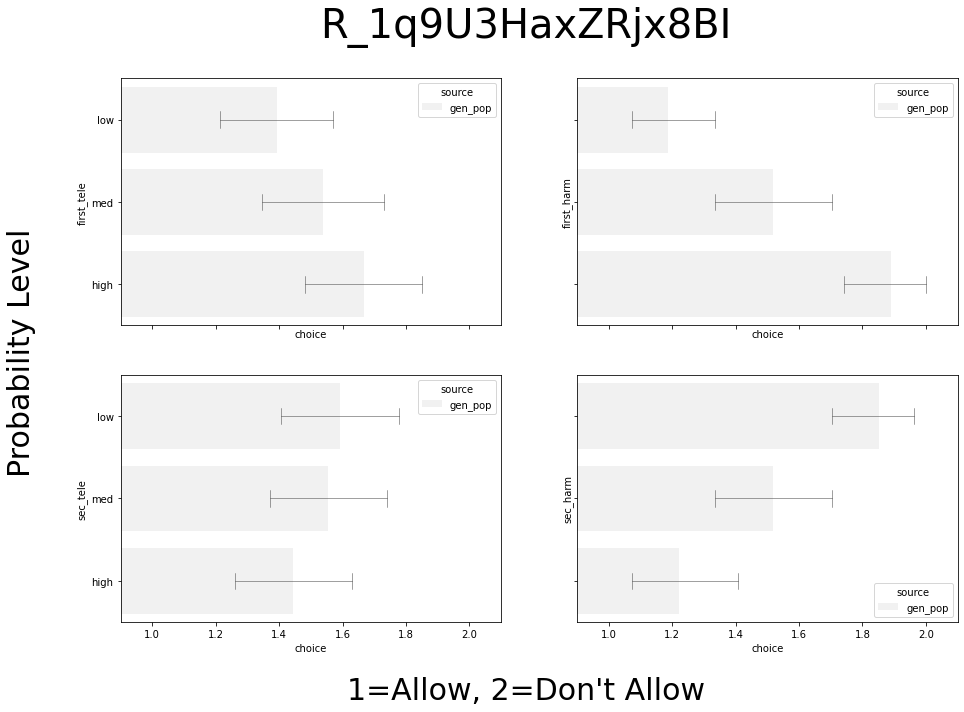 R_1q9U3HaxZRjx8BI
Probability Level
first_tele
low
med
high
source
gen_pop
choice
first_harm
source
gen_pop
choice
sec_tele
low
med
high
source
gen_pop
1.0 1.2 1.4 1.6 1.8 2.0
choice
sec_harm
source
gen_pop
1.0 1.2 1.4 1.6 1.8 2.0
choice
1=Allow, 2=Don't Allow